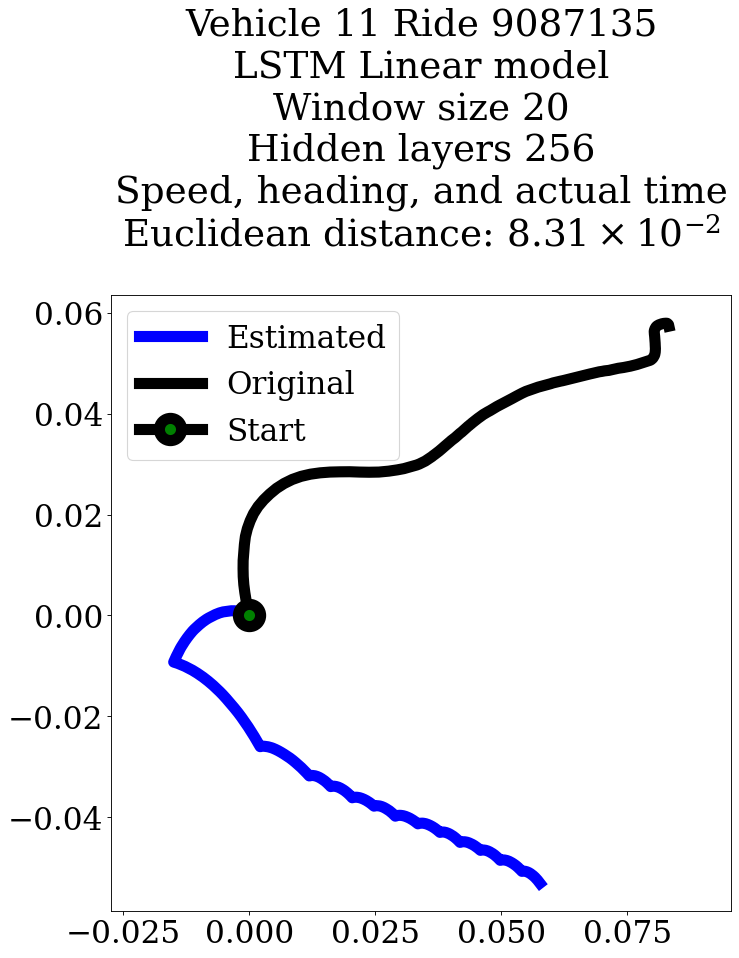 Vehicle 11 Ride 9087135
LSTM Linear model
Window size 20
Hidden layers 256
Speed, heading, and actual time
Euclidean distance: 8.31 × 10⁻²
Estimated
Original
Start
0.06
0.04
0.02
0.00
−0.02
−0.04
−0.025 0.000 0.025 0.050 0.075